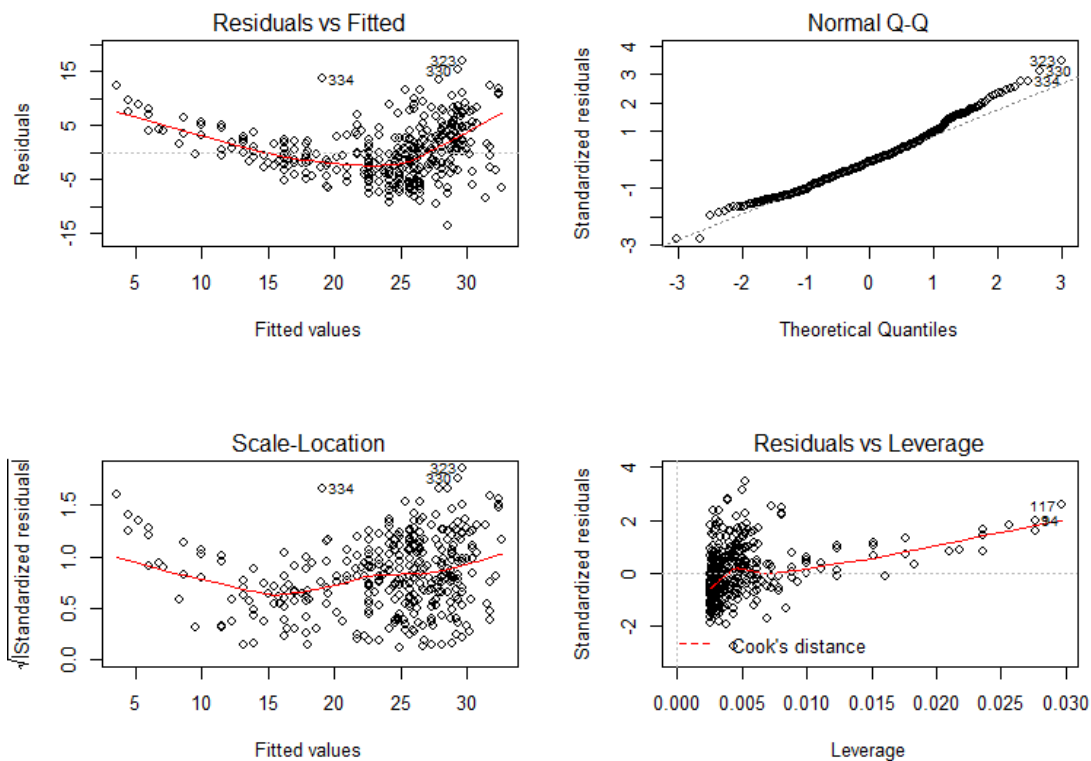 Residuals vs Fitted
Residuals
15
5
-5
-15
323
330
334
5 10 15 20 25 30
Fitted values
Normal Q-Q
Standardized residuals
4
3
2
1
-1
-3
323
330
334
-3 -2 -1 0 1 2 3
Theoretical Quantiles
Scale-Location
√|Standardized residuals|
1.5
1.0
0.5
0.0
323
330
334
5 10 15 20 25 30
Fitted values
Residuals vs Leverage
Standardized residuals
4
2
0
-2
117
94
Cook's distance
0.000 0.005 0.010 0.015 0.020 0.025 0.030
Leverage